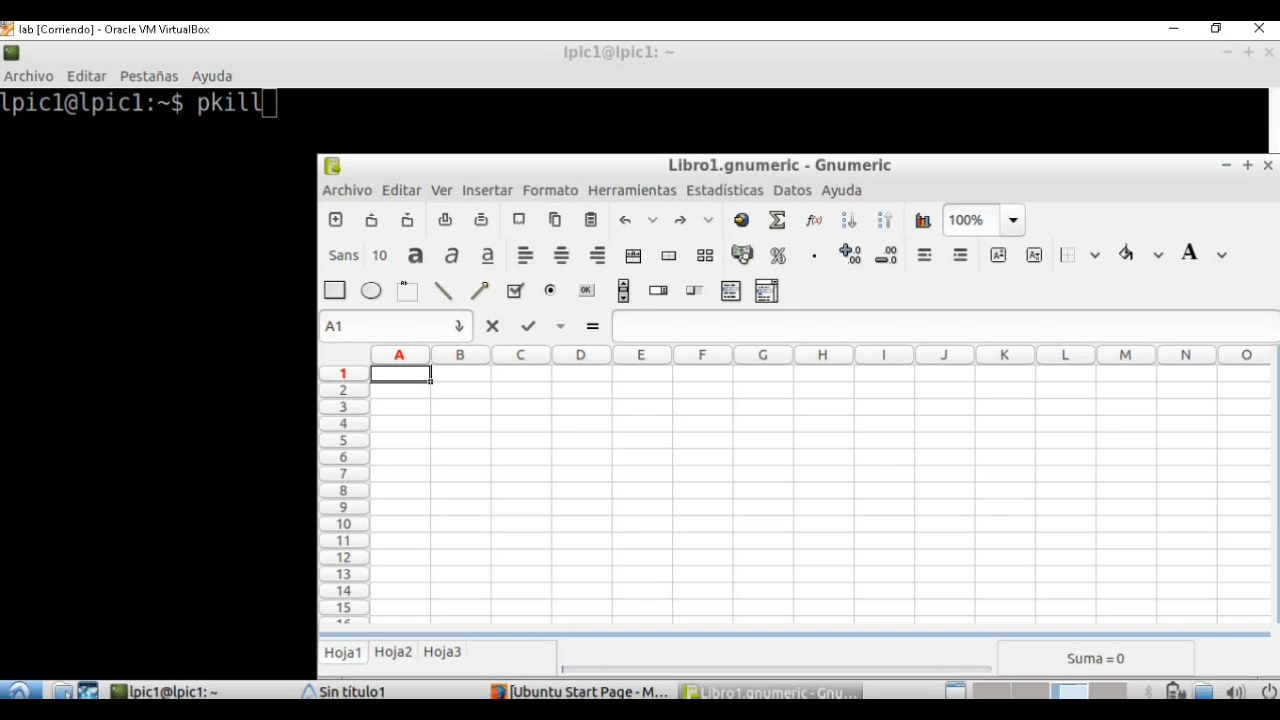 lab [Corriendo] - Oracle VM VirtualBox
lpic1@lpic1: ~
Archivo Editar Pestañas Ayuda
lpic1@lpic1:~$ pkill
Libro1.gnumeric - Gnumeric
Archivo Editar Ver Insertar Formato Herramientas Estadísticas Datos Ayuda
100%
Sans 10
A1
A B C D E F G H I J K L M N O
1
2
3
4
5
6
7
8
9
10
11
12
13
14
15
16
Hoja1 Hoja2 Hoja3
Suma = 0
lpic1@lpic1: ~ Sin título1 [Ubuntu Start Page - M... Libro1.gnumeric - Gnu...